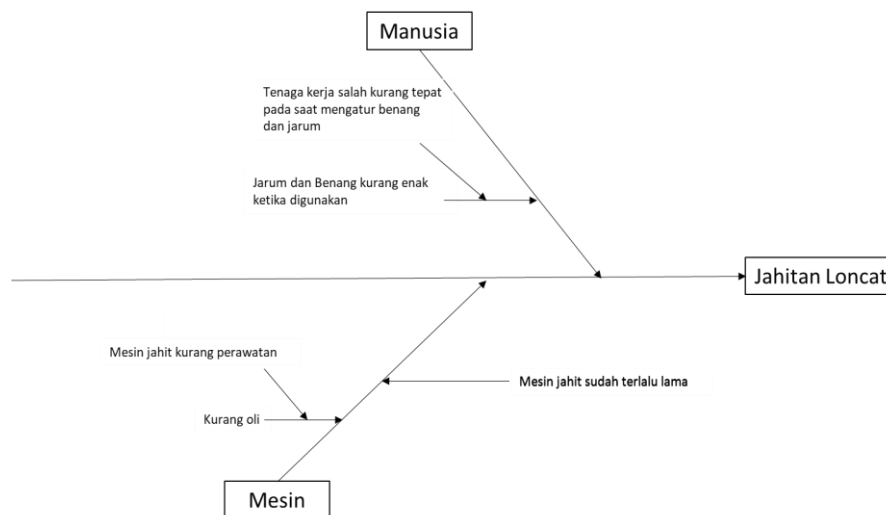 Manusia
Tenaga kerja salah kurang tepat
pada saat mengatur benang
dan jarum
Jarum dan Benang kurang enak
ketika digunakan
Jahitan Loncat
Mesin jahit kurang perawatan
Mesin jahit sudah terlalu lama
Kurang oli
Mesin